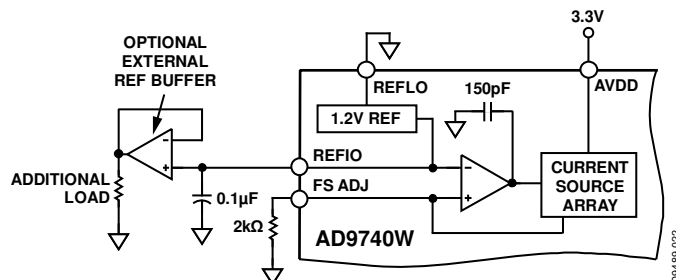 OPTIONAL
EXTERNAL
REF BUFFER
ADDITIONAL
LOAD
0.1µF
2kΩ
3.3V
REFLO
150pF
AVDD
1.2V REF
REFIO
FS ADJ
CURRENT
SOURCE
ARRAY
AD9740W